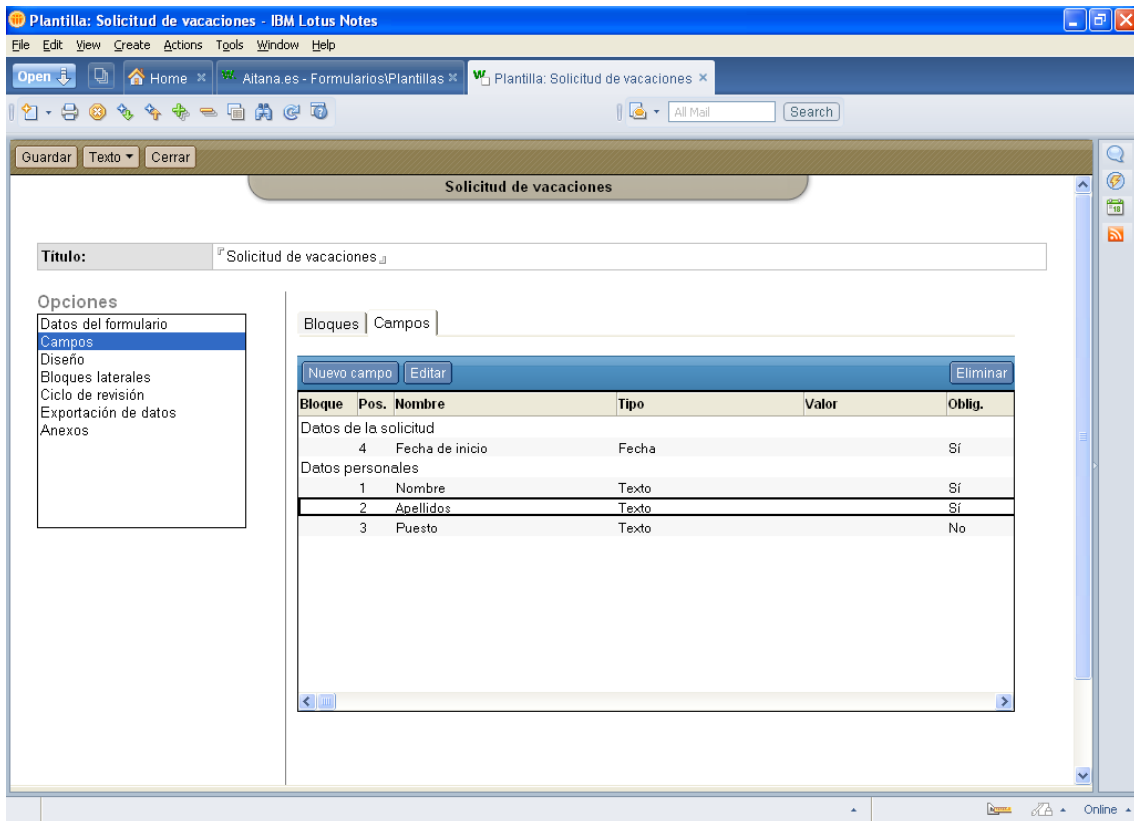 Plantilla: Solicitud de vacaciones - IBM Lotus Notes
File Edit View Create Actions Tools Window Help
Open Home Aitana.es - Formularios\Plantillas Plantilla: Solicitud de vacaciones
All Mail Search
Guardar Texto Cerrar
Solicitud de vacaciones
Título: Solicitud de vacaciones
Opciones
Datos del formulario
Campos
Diseño
Bloques laterales
Ciclo de revisión
Exportación de datos
Anexos
Bloques Campos
Nuevo campo Editar Eliminar
Bloque Pos. Nombre Tipo Valor Oblig.
Datos de la solicitud
4 Fecha de inicio Fecha Sí
Datos personales
1 Nombre Texto Sí
2 Apellidos Texto Sí
3 Puesto Texto No
Online